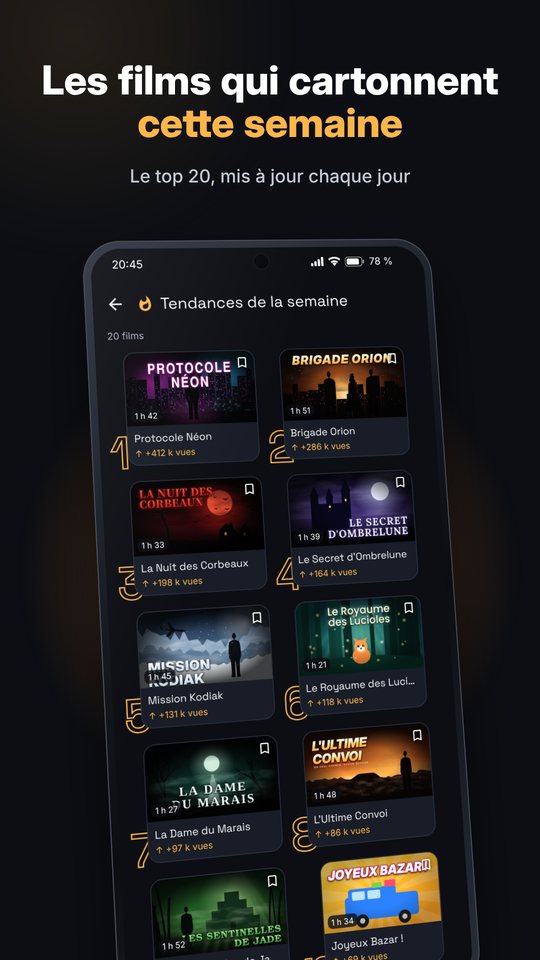 Les films qui cartonnent
cette semaine
Le top 20, mis à jour chaque jour
20:45
78 %
Tendances de la semaine
20 films
PROTOCOLE
NÉON
1 h 42
1
Protocole Néon
↑ +412 k vues
BRIGADE ORION
1 h 51
2
Brigade Orion
↑ +286 k vues
LA NUIT DES
CORBEAUX
1 h 33
3
La Nuit des Corbeaux
↑ +198 k vues
LE SECRET
D'OMBRELUNE
1 h 39
4
Le Secret d'Ombrelune
↑ +164 k vues
MISSION
KODIAK
1 h 45
5
Mission Kodiak
↑ +131 k vues
Le Royaume
des Lucioles
1 h 21
6
Le Royaume des Luci...
↑ +118 k vues
LA DAME
DU MARAIS
1 h 27
7
La Dame du Marais
↑ +97 k vues
L'ULTIME
CONVOI
1 h 48
8
L'Ultime Convoi
↑ +86 k vues
LES SENTINELLES
DE JADE
1 h 52
JOYEUX BAZAR !
1 h 34
Joyeux Bazar !
+69 k vues